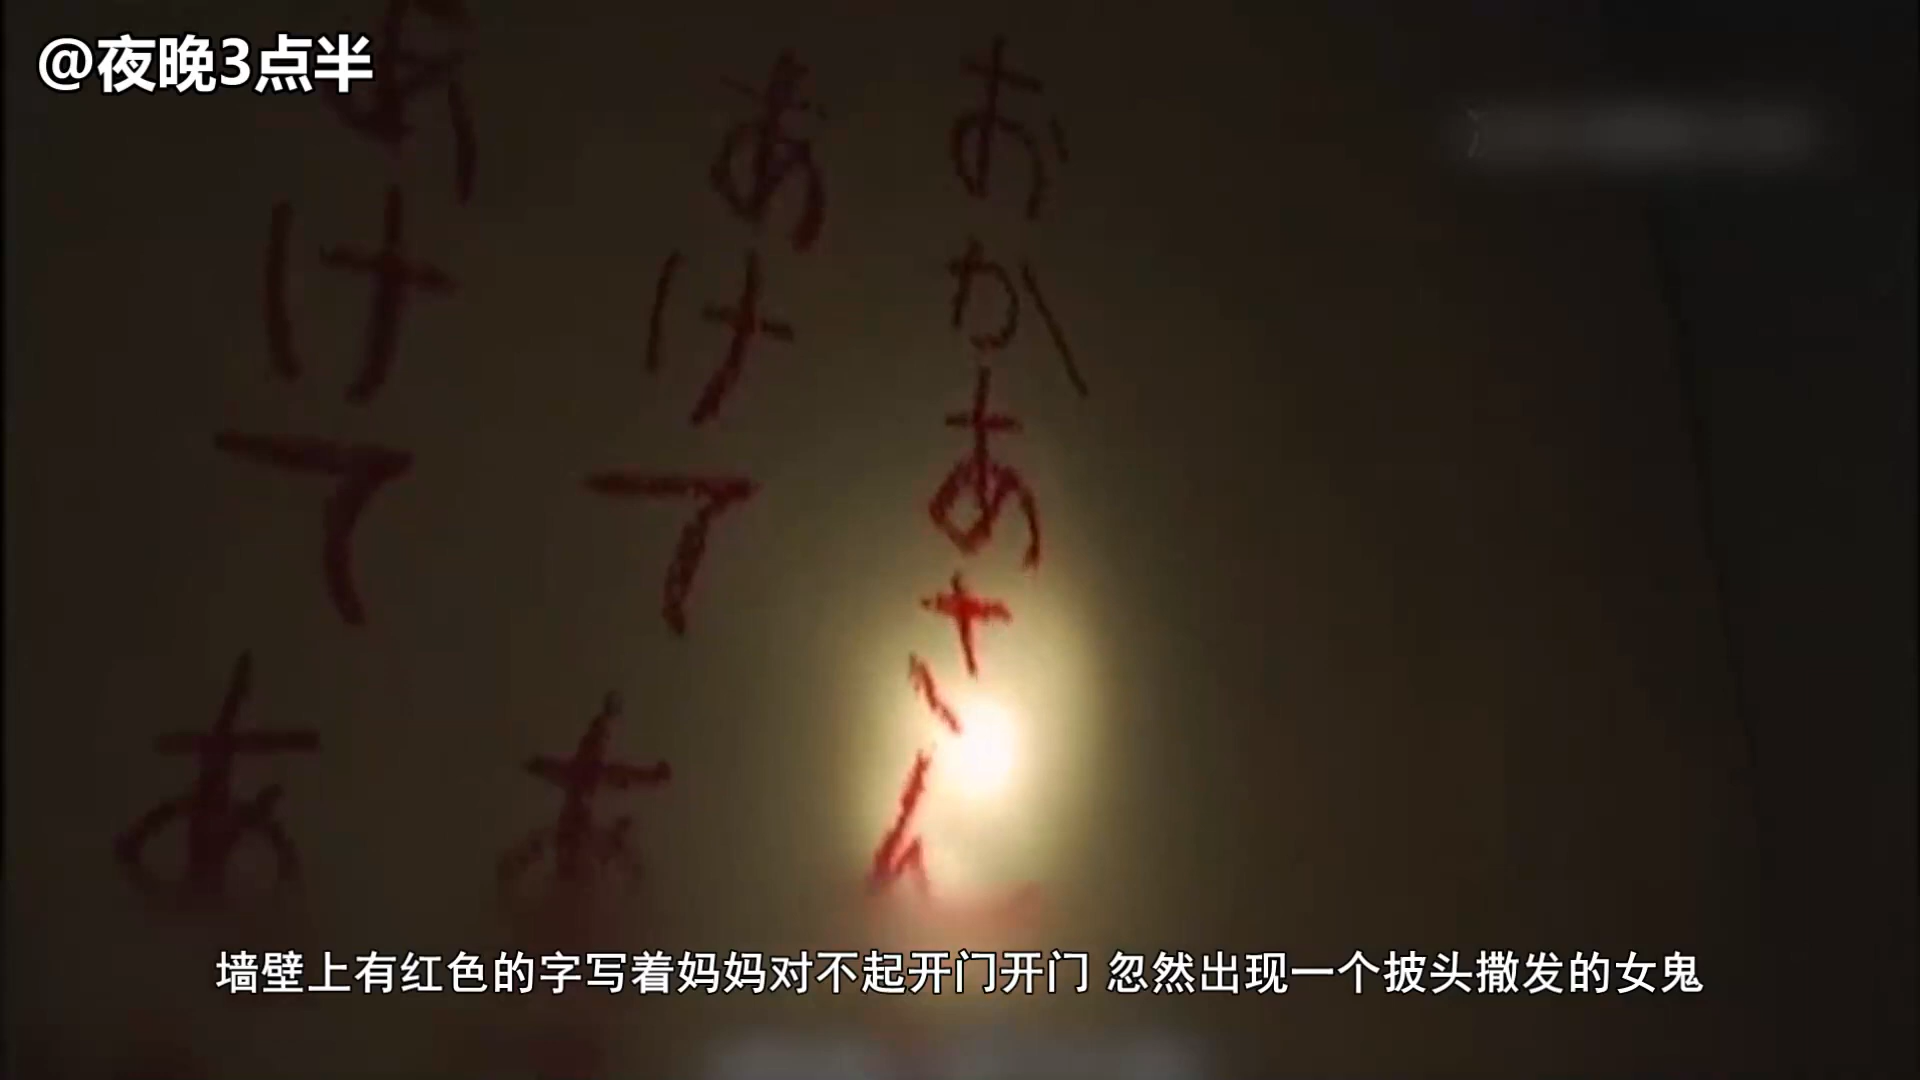 @夜晚3点半
おかあさん
あけてあ
あけてあ
墙壁上有红色的字写着妈妈对不起开门开门 忽然出现一个披头撒发的女鬼